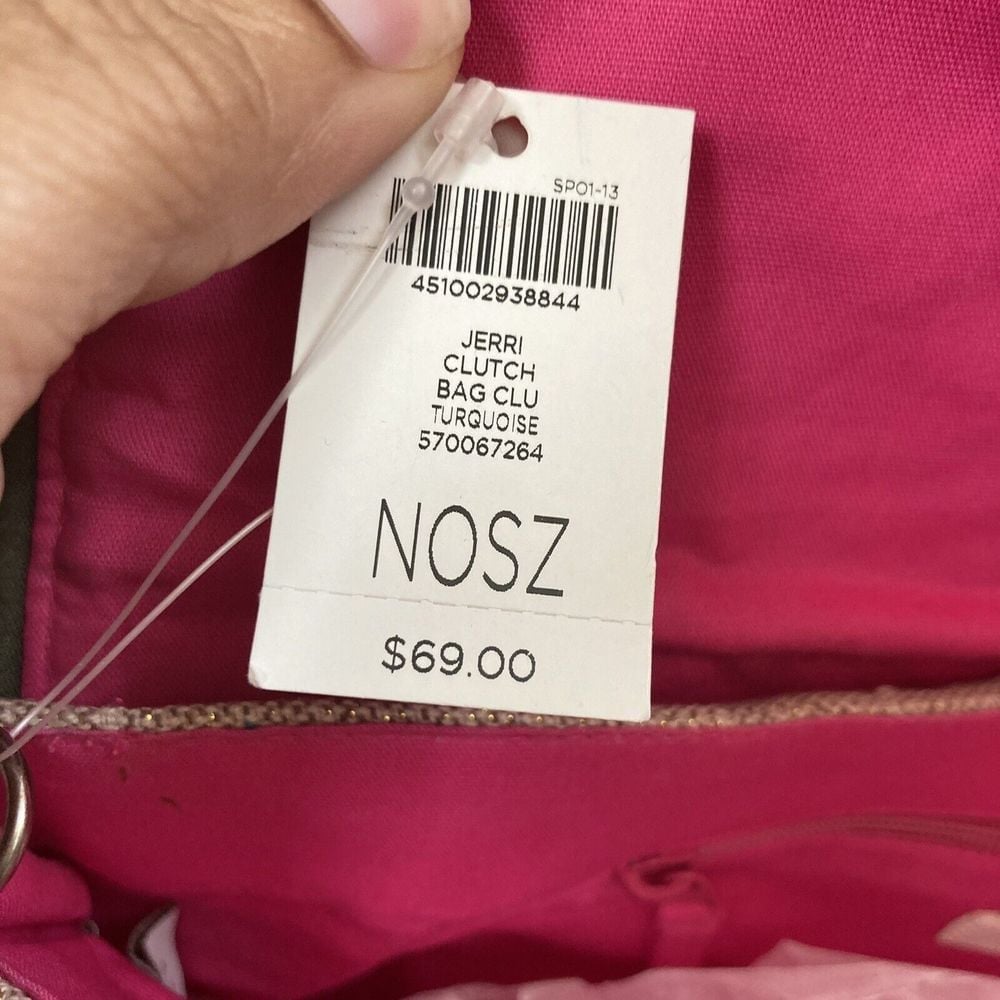 SP01-13
451002938844
JERRI
CLUTCH
BAG CLU
TURQUOISE
570067264
NOSZ
$69.00